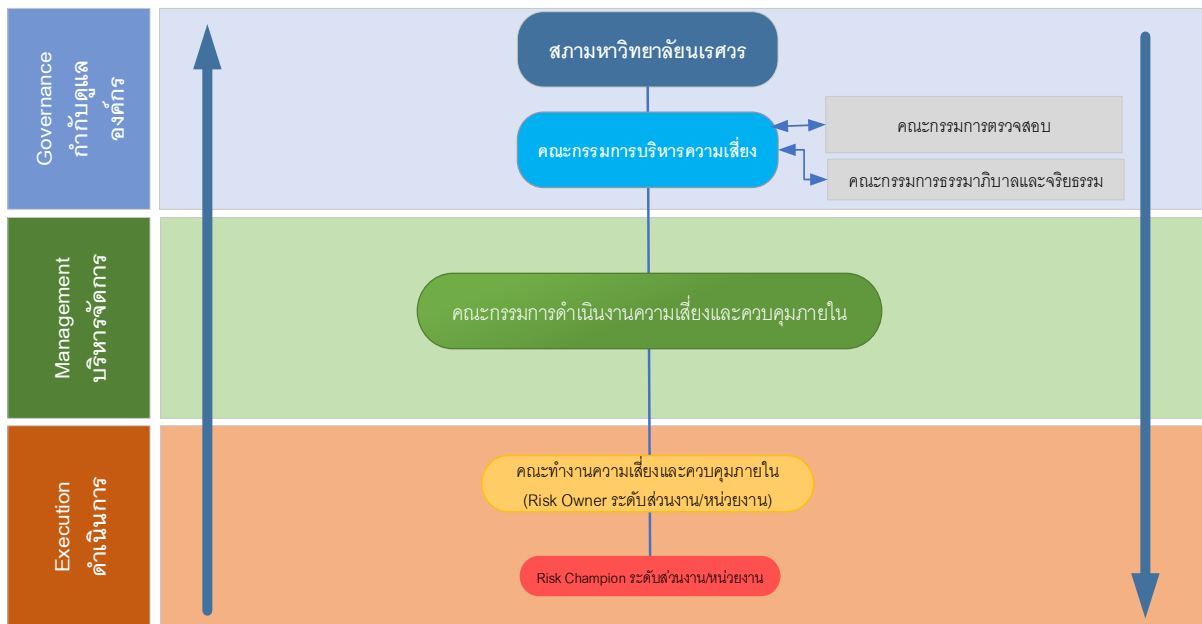 Governance
กำกับดูแล
องค์กร
สภามหาวิทยาลัยนเรศวร
คณะกรรมการบริหารความเสี่ยง
คณะกรรมการตรวจสอบ
คณะกรรมการธรรมาภิบาลและจริยธรรม
Management
บริหารจัดการ
คณะกรรมการดำเนินงานความเสี่ยงและควบคุมภายใน
Execution
ดำเนินการ
คณะทำงานความเสี่ยงและควบคุมภายใน
(Risk Owner ระดับส่วนงาน/หน่วยงาน)
Risk Champion ระดับส่วนงาน/หน่วยงาน